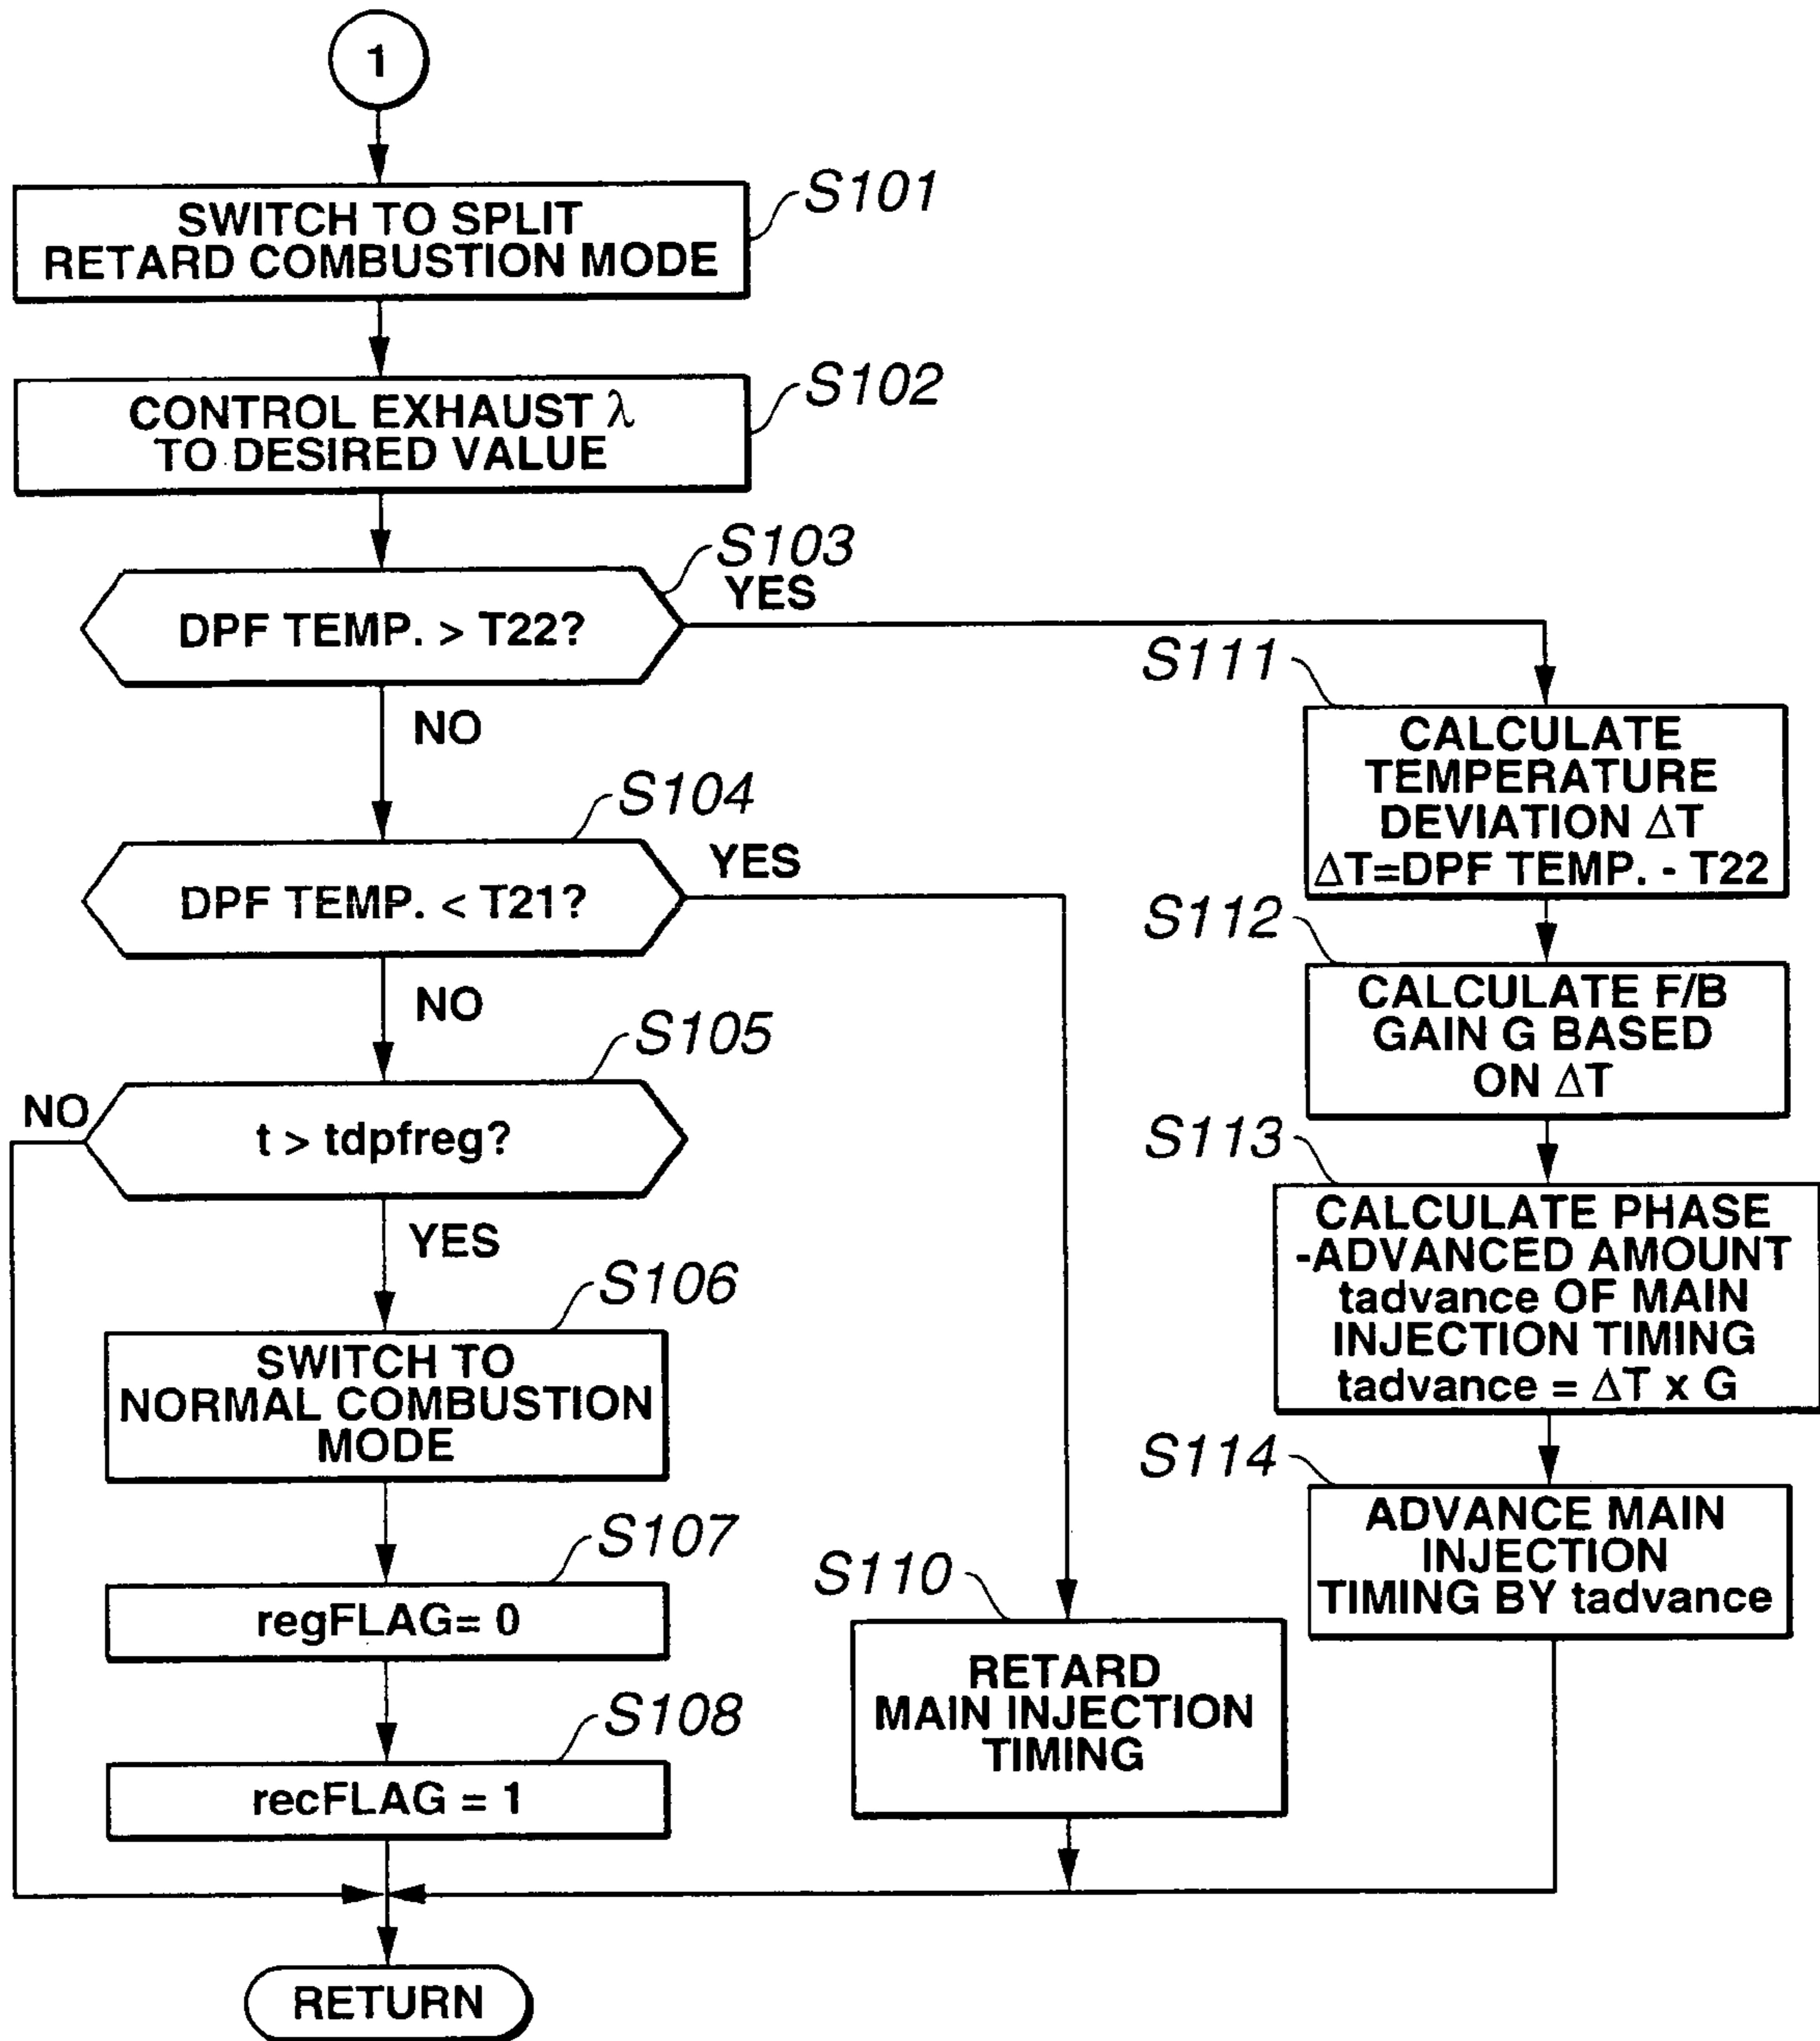 1
S101
SWITCH TO SPLIT
RETARD COMBUSTION MODE
S102
CONTROL EXHAUST λ
TO DESIRED VALUE
S103
YES
DPF TEMP. > T22?
NO
S104
YES
DPF TEMP. < T21?
NO
S105
NO
t > tdpfreg?
YES
S106
SWITCH TO
NORMAL COMBUSTION
MODE
S107
regFLAG= 0
S108
recFLAG = 1
S110
RETARD
MAIN INJECTION
TIMING
S111
CALCULATE
TEMPERATURE
DEVIATION ΔT
ΔT=DPF TEMP. - T22
S112
CALCULATE F/B
GAIN G BASED
ON ΔT
S113
CALCULATE PHASE
-ADVANCED AMOUNT
tadvance OF MAIN
INJECTION TIMING
tadvance = ΔT x G
S114
ADVANCE MAIN
INJECTION
TIMING BY tadvance
RETURN